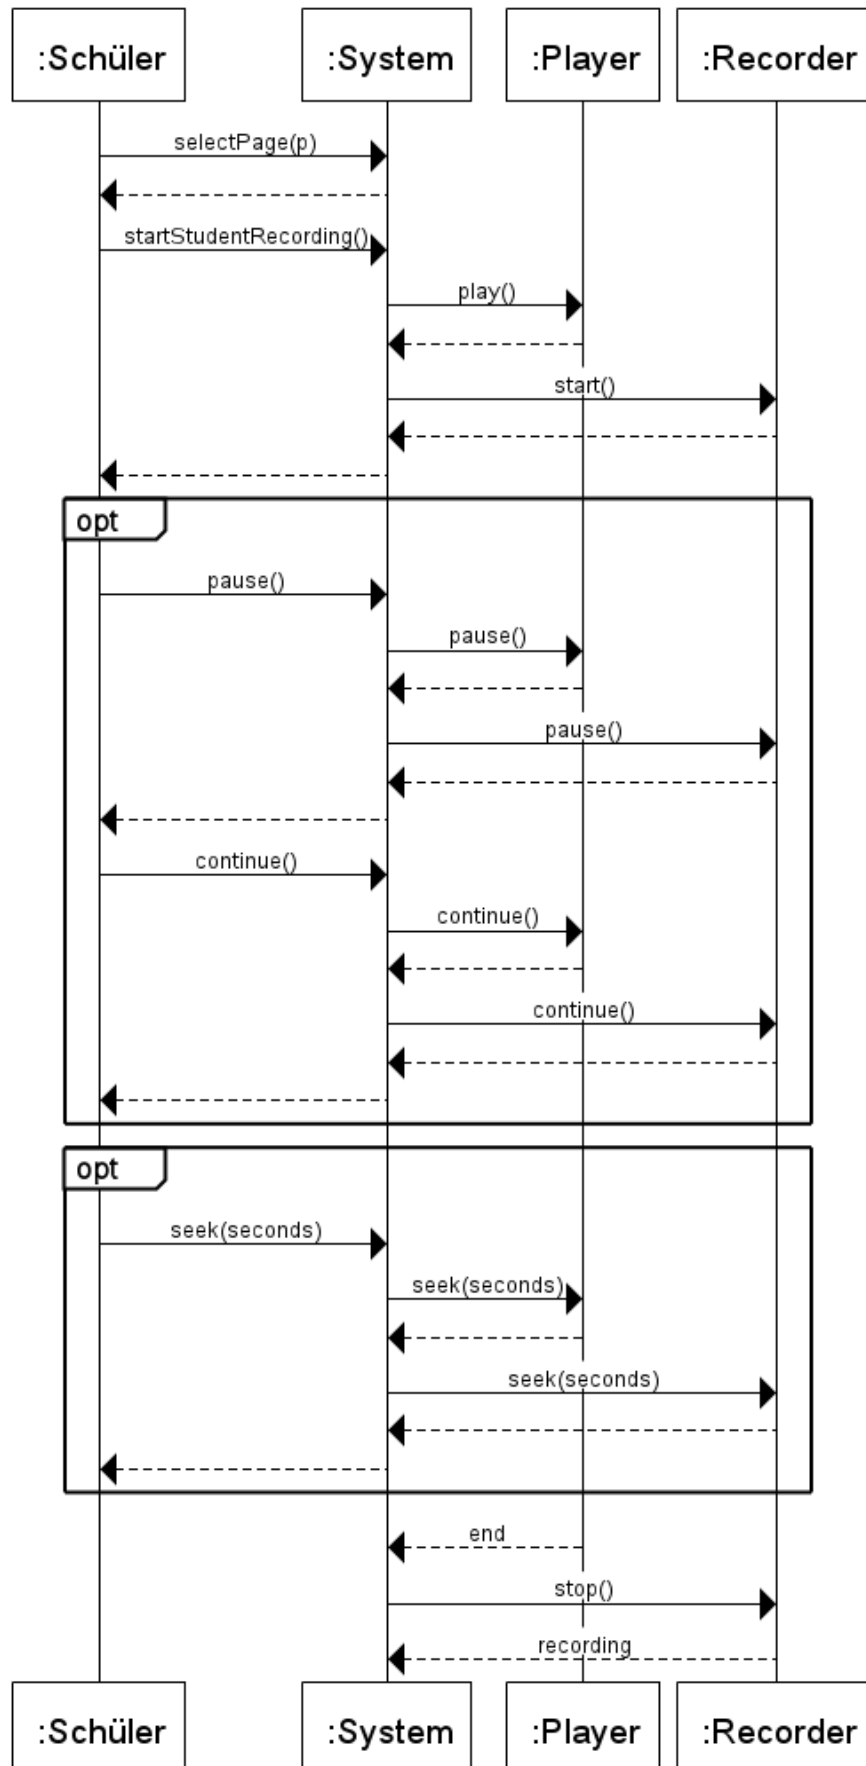 :Schüler :System :Player :Recorder
selectPage(p)
startStudentRecording()
play()
start()
opt
pause()
pause()
pause()
continue()
continue()
continue()
opt
seek(seconds)
seek(seconds)
seek(seconds)
end
stop()
recording
:Schüler :System :Player :Recorder